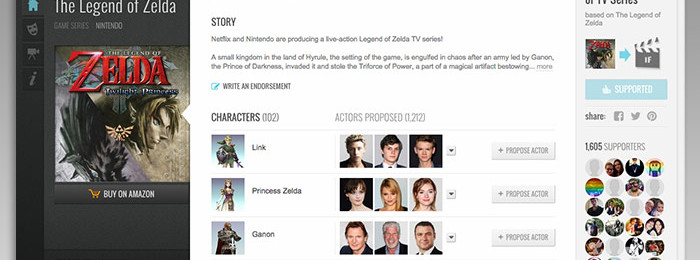 The Legend of Zelda
GAME SERIES | NINTENDO
THE LEGEND OF
ZELDA
Twilight Princess
BUY ON AMAZON
STORY
Netflix and Nintendo are producing a live-action Legend of Zelda TV series!
A small kingdom in the land of Hyrule, the setting of the game, is engulfed in chaos after an army led by Ganon,
the Prince of Darkness, invaded it and stole the Triforce of Power, a part of a magical artifact bestowing... more
WRITE AN ENDORSEMENT
CHARACTERS (102)
ACTORS PROPOSED (1,212)
Link
+ PROPOSE ACTOR
Princess Zelda
+ PROPOSE ACTOR
Ganon
+ PROPOSE ACTOR
or TV Series
based on The Legend
of Zelda
IF
SUPPORTED
share:
1,605 SUPPORTERS